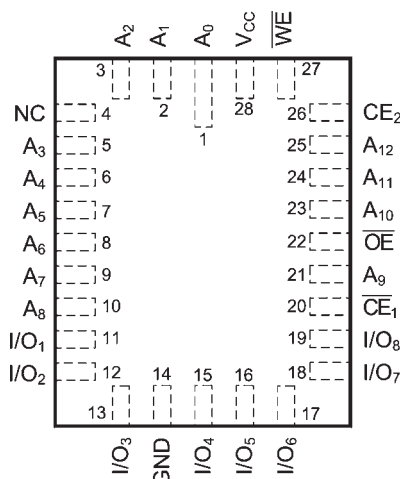 A2 A1 A0 VCC WE
3 27
NC 4 2 28 26 CE2
1
A3 5 25 A12
A4 6 24 A11
A5 7 23 A10
A6 8 22 OE
A7 9 21 A9
A8 10 20 CE1
I/O1 11 19 I/O8
I/O2 12 14 15 16 18 I/O7
13 17
I/O3 GND I/O4 I/O5 I/O6